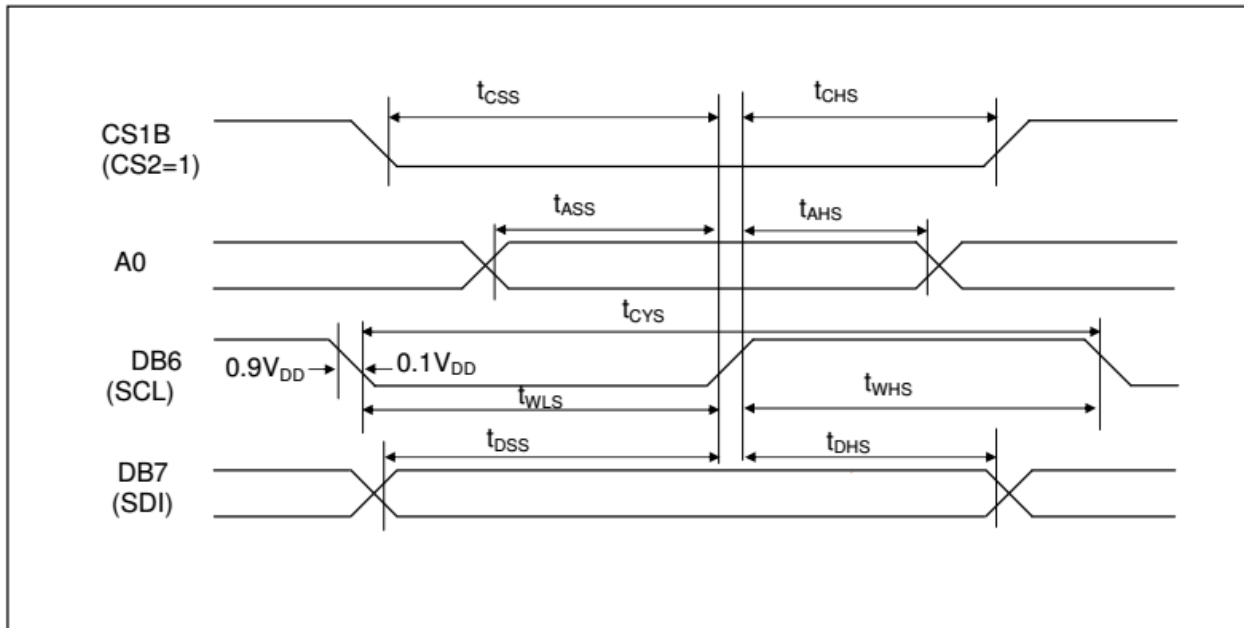 tCSS
tCHS
CS1B
(CS2=1)
tASS
tAHS
A0
tCYS
DB6
(SCL)
0.9VDD
0.1VDD
tWLS
tWHS
tDSS
tDHS
DB7
(SDI)